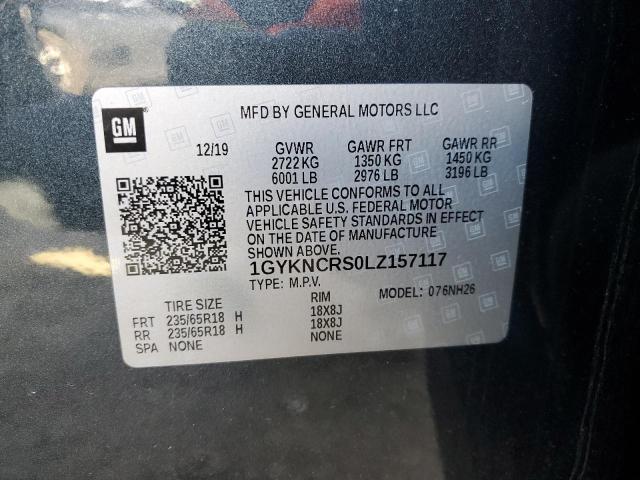 MFD BY GENERAL MOTORS LLC
GM
12/19 GVWR GAWR FRT GAWR RR
2722 KG 1350 KG 1450 KG
6001 LB 2976 LB 3196 LB
THIS VEHICLE CONFORMS TO ALL
APPLICABLE U.S. FEDERAL MOTOR
VEHICLE SAFETY STANDARDS IN EFFECT
ON THE DATE OF MANUFACTURE
SHOWN ABOVE.
1GYKNCRS0LZ157117
TYPE: M.P.V. MODEL: 076NH26
TIRE SIZE RIM
FRT 235/65R18 H 18X8J
RR 235/65R18 H 18X8J
SPA NONE NONE